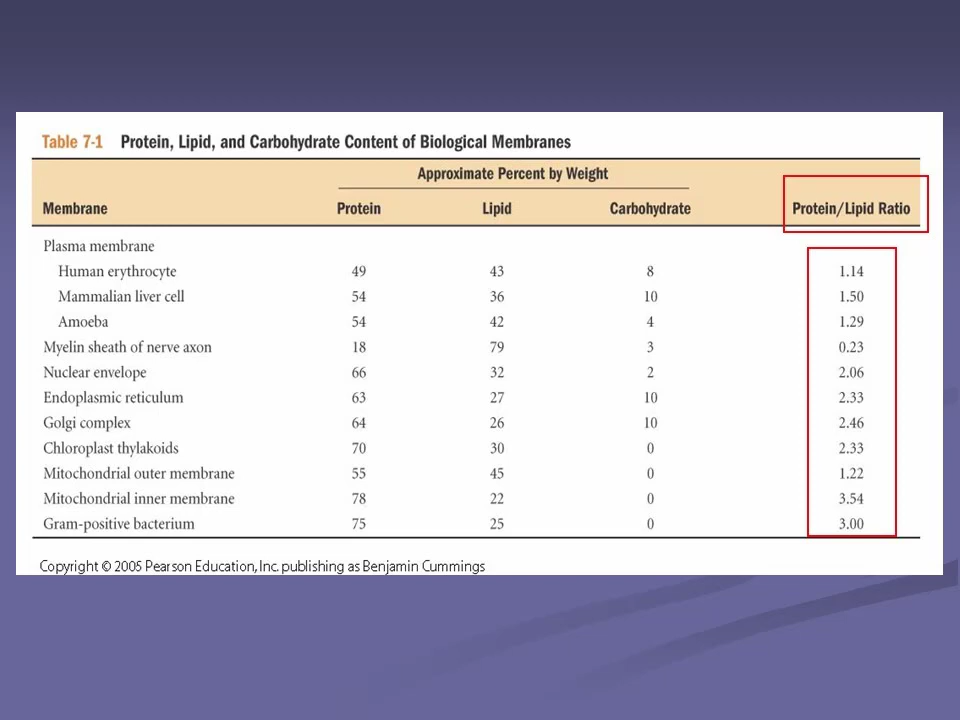 Table 7-1 Protein, Lipid, and Carbohydrate Content of Biological Membranes
Approximate Percent by Weight
Membrane Protein Lipid Carbohydrate Protein/Lipid Ratio
Plasma membrane
Human erythrocyte 49 43 8 1.14
Mammalian liver cell 54 36 10 1.50
Amoeba 54 42 4 1.29
Myelin sheath of nerve axon 18 79 3 0.23
Nuclear envelope 66 32 2 2.06
Endoplasmic reticulum 63 27 10 2.33
Golgi complex 64 26 10 2.46
Chloroplast thylakoids 70 30 0 2.33
Mitochondrial outer membrane 55 45 0 1.22
Mitochondrial inner membrane 78 22 0 3.54
Gram-positive bacterium 75 25 0 3.00
Copyright © 2005 Pearson Education, Inc. publishing as Benjamin Cummings